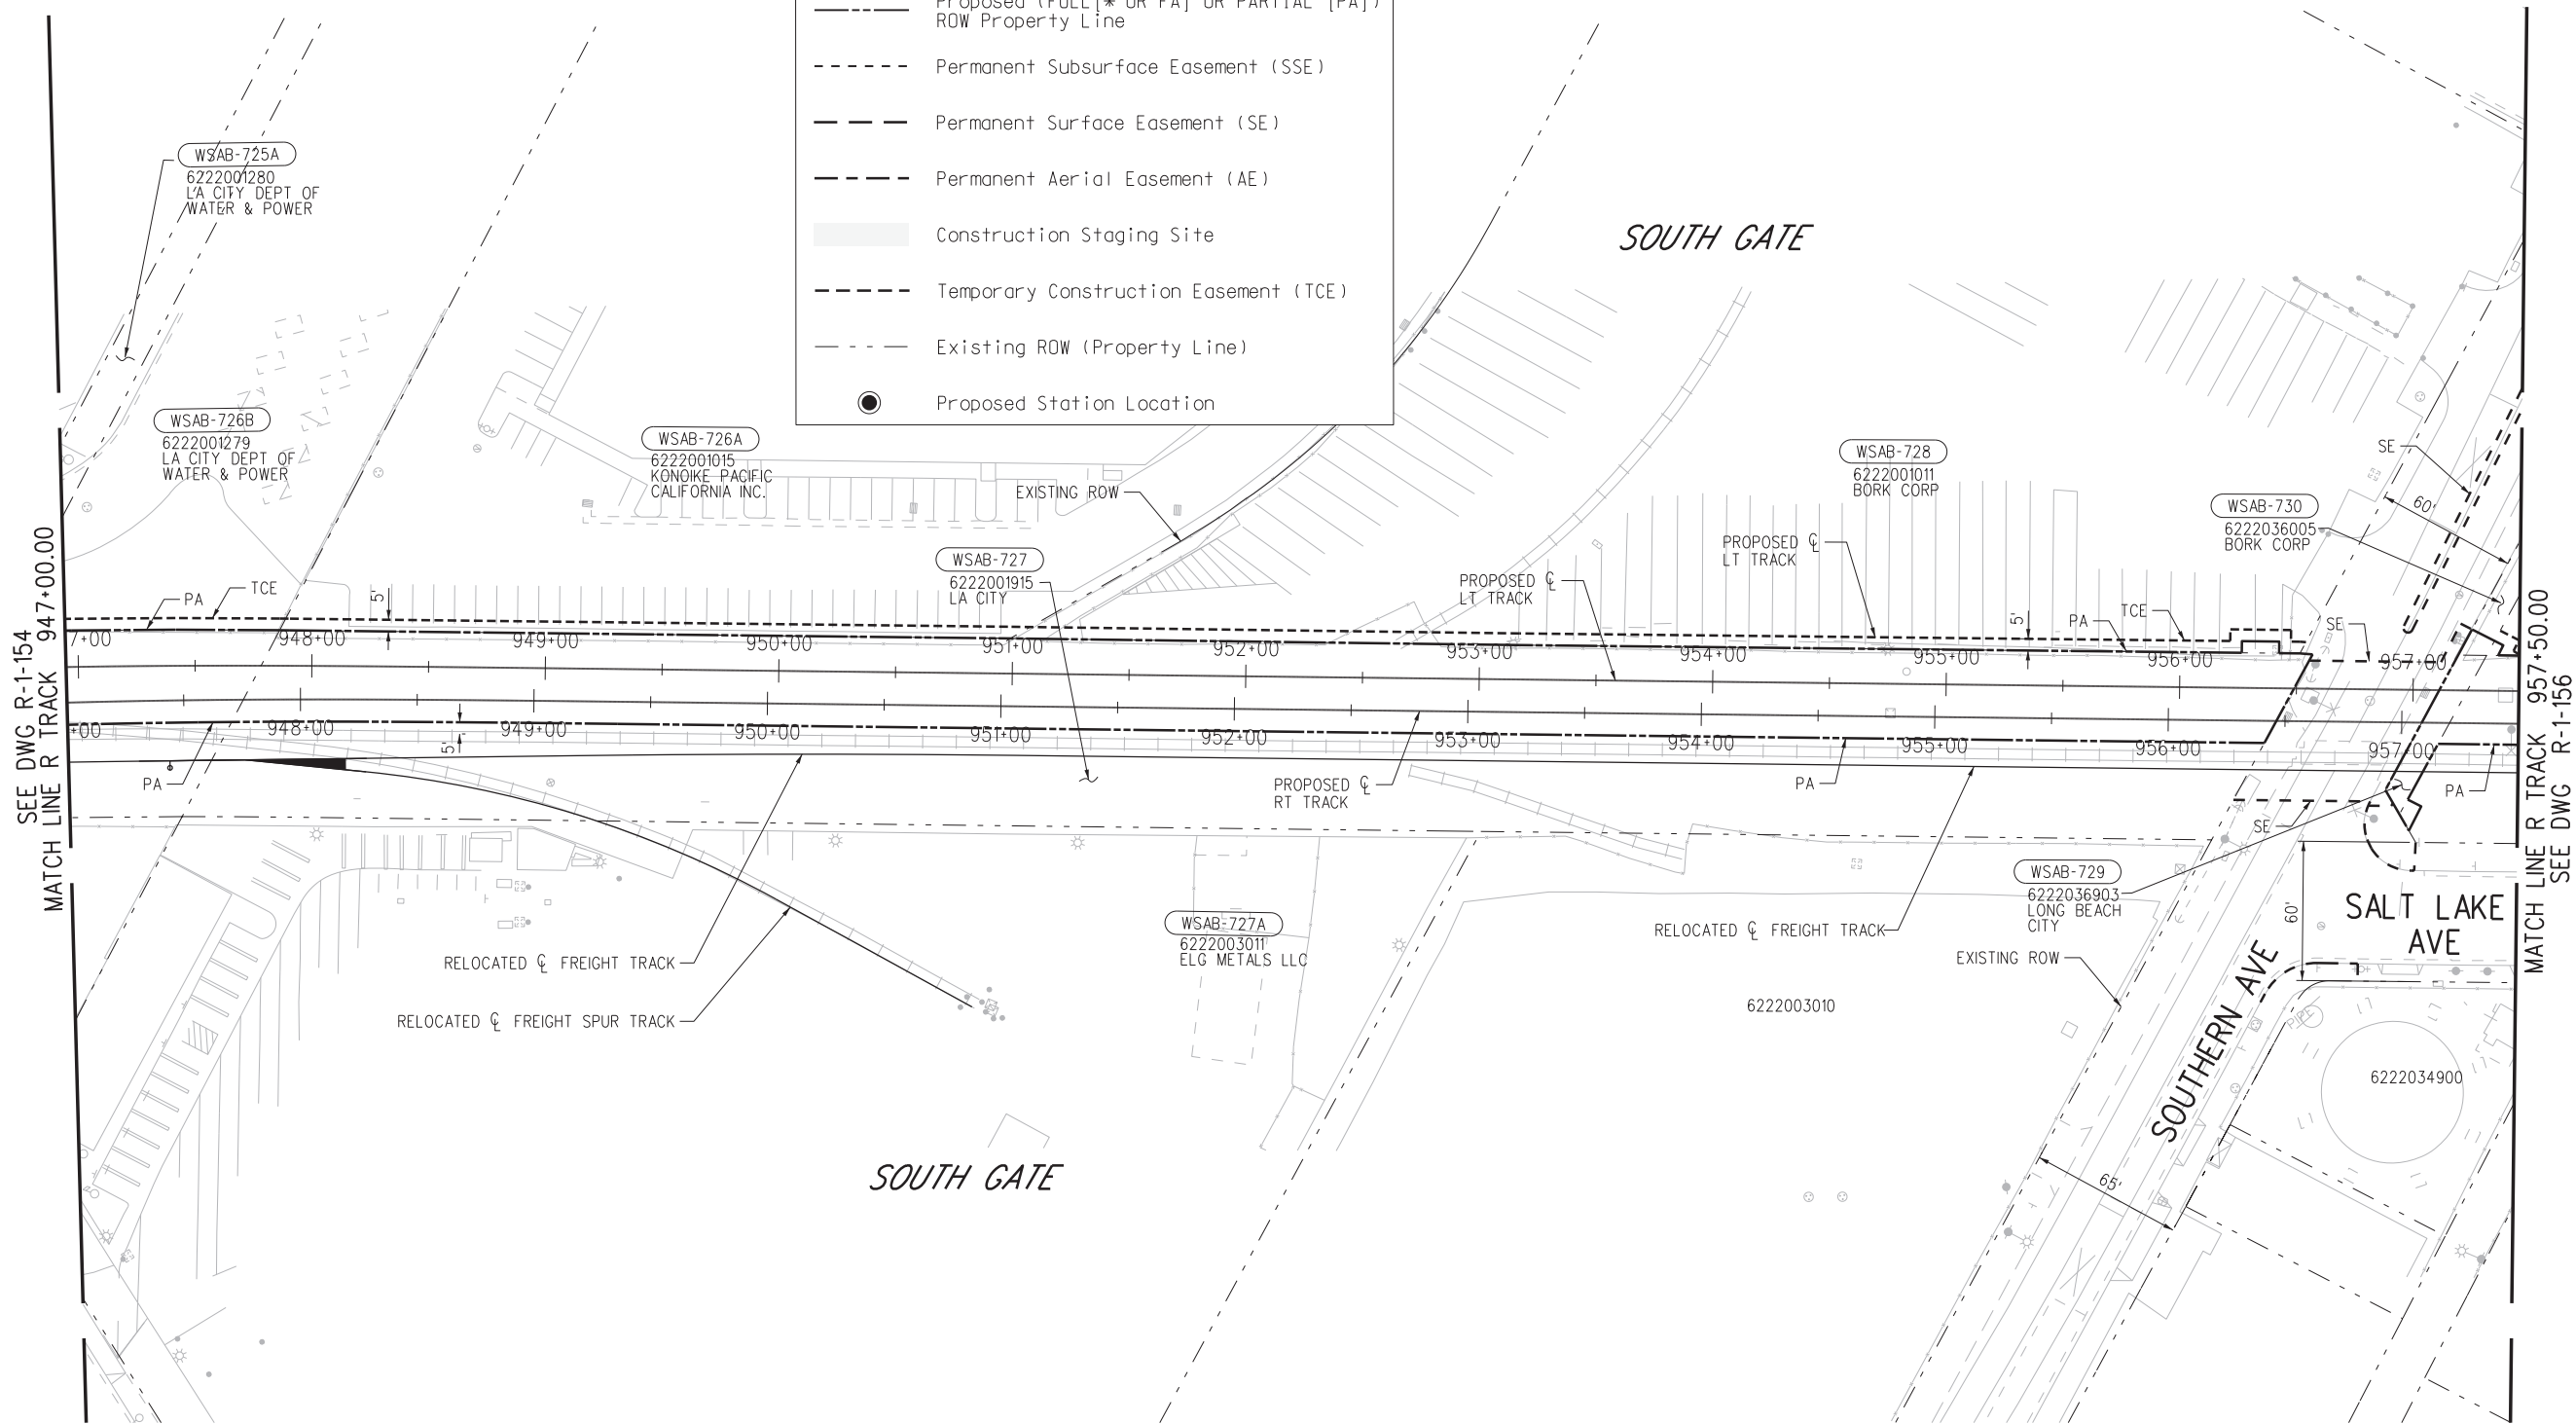 Proposed (FULL[* OR FA] OR PARTIAL [PA])
ROW Property Line
Permanent Subsurface Easement (SSE)
Permanent Surface Easement (SE)
Permanent Aerial Easement (AE)
Construction Staging Site
Temporary Construction Easement (TCE)
Existing ROW (Property Line)
Proposed Station Location
WSAB-725A
6222001280
LA CITY DEPT OF
WATER & POWER
SOUTH GATE
WSAB-726B
6222001279
LA CITY DEPT OF
WATER & POWER
WSAB-726A
6222001015
KONOIKE PACIFIC
CALIFORNIA INC.
EXISTING ROW
WSAB-728
6222001011
BORK CORP
SE
60'
WSAB-730
6222036005
BORK CORP
WSAB-727
6222001915
LA CITY
PROPOSED ℄
LT TRACK
PROPOSED ℄
LT TRACK
PA
TCE
5'
5'
PA
TCE
SE
7+00
948+00
949+00
950+00
951+00
952+00
953+00
954+00
955+00
956+00
957+00
+00
948+00
949+00
950+00
951+00
952+00
953+00
954+00
955+00
956+00
957+00
5'
PA
PROPOSED ℄
RT TRACK
PA
PA
SE
SEE DWG R-1-154
MATCH LINE R TRACK 947+00.00
MATCH LINE R TRACK 957+50.00
SEE DWG R-1-156
WSAB-729
6222036903
LONG BEACH
CITY
60'
SALT LAKE
AVE
WSAB-727A
6222003011
ELG METALS LLC
RELOCATED ℄ FREIGHT TRACK
RELOCATED ℄ FREIGHT TRACK
EXISTING ROW
RELOCATED ℄ FREIGHT SPUR TRACK
6222003010
PIPE
SOUTHERN AVE
6222034900
SOUTH GATE
65'